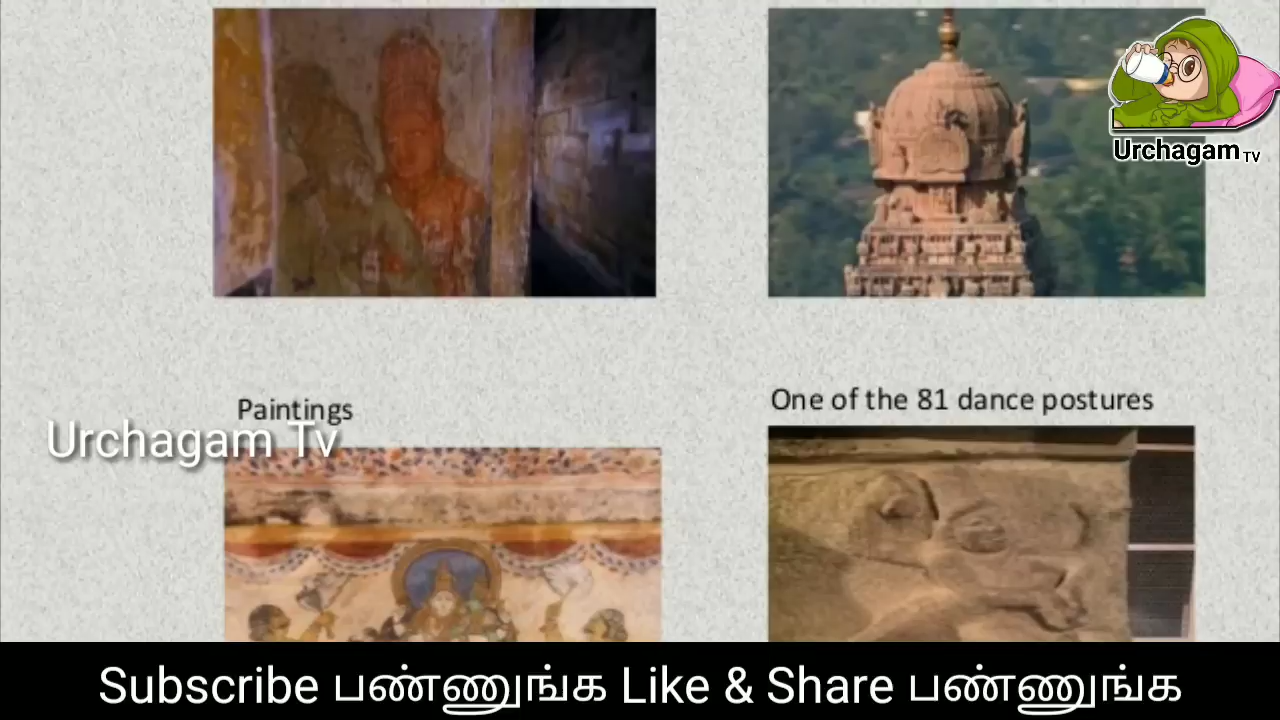 Urchagam TV
Paintings
One of the 81 dance postures
Urchagam Tv
Subscribe பண்ணுங்க Like & Share பண்ணுங்க